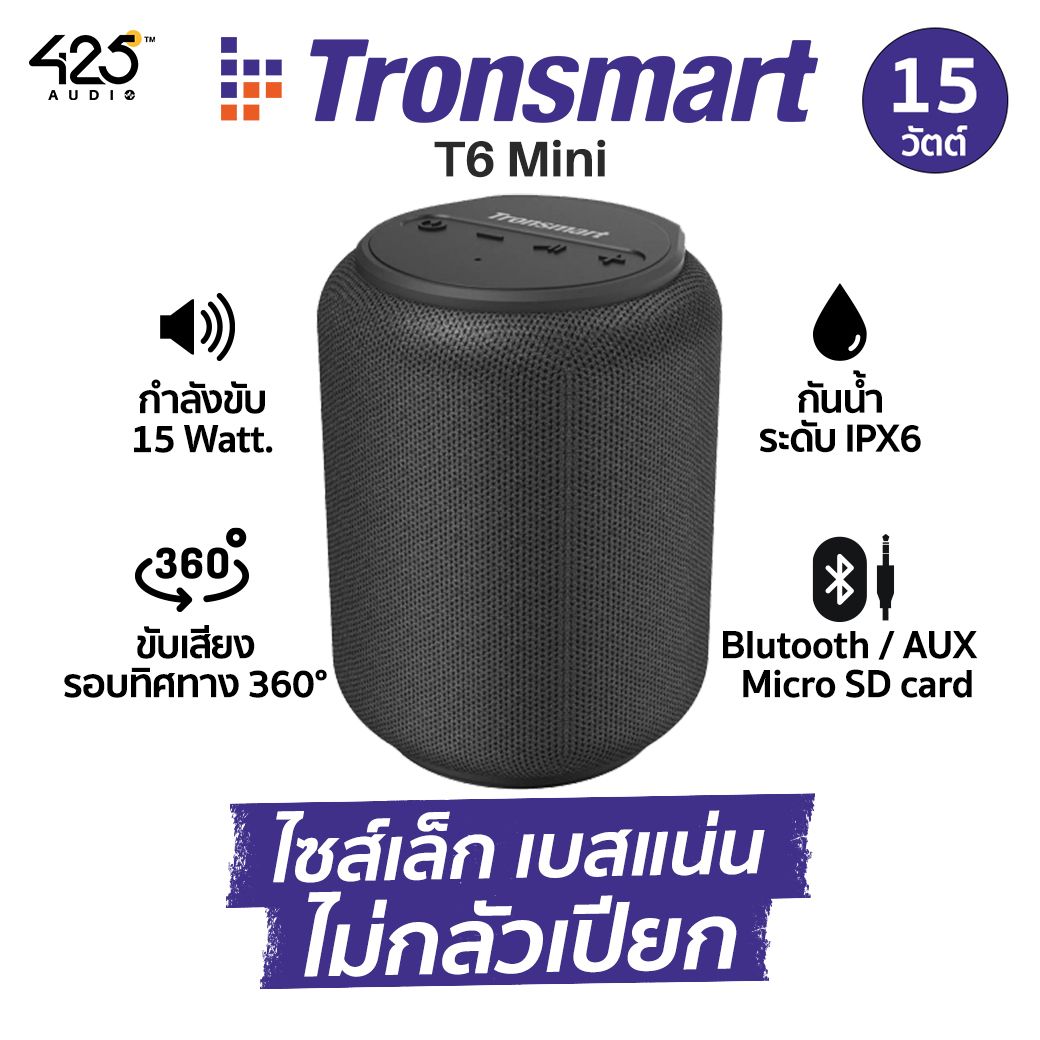 425™
AUDIO
Tronsmart
T6 Mini
15
วัตต์
Tronsmart
กำลังขับ
15 Watt.
กันน้ำ
ระดับ IPX6
360°
ขับเสียง
รอบทิศทาง 360°
Blutooth / AUX
Micro SD card
ไซส์เล็ก เบสแน่น
ไม่กลัวเปียก